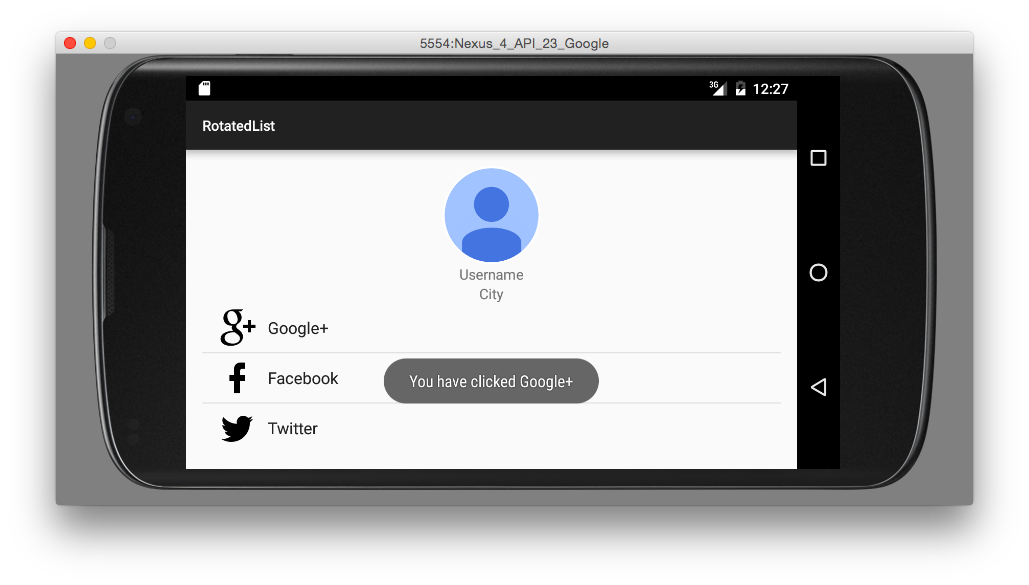 5554:Nexus_4_API_23_Google
3G 12:27
RotatedList
Username
City
g+ Google+
f Facebook
You have clicked Google+
Twitter